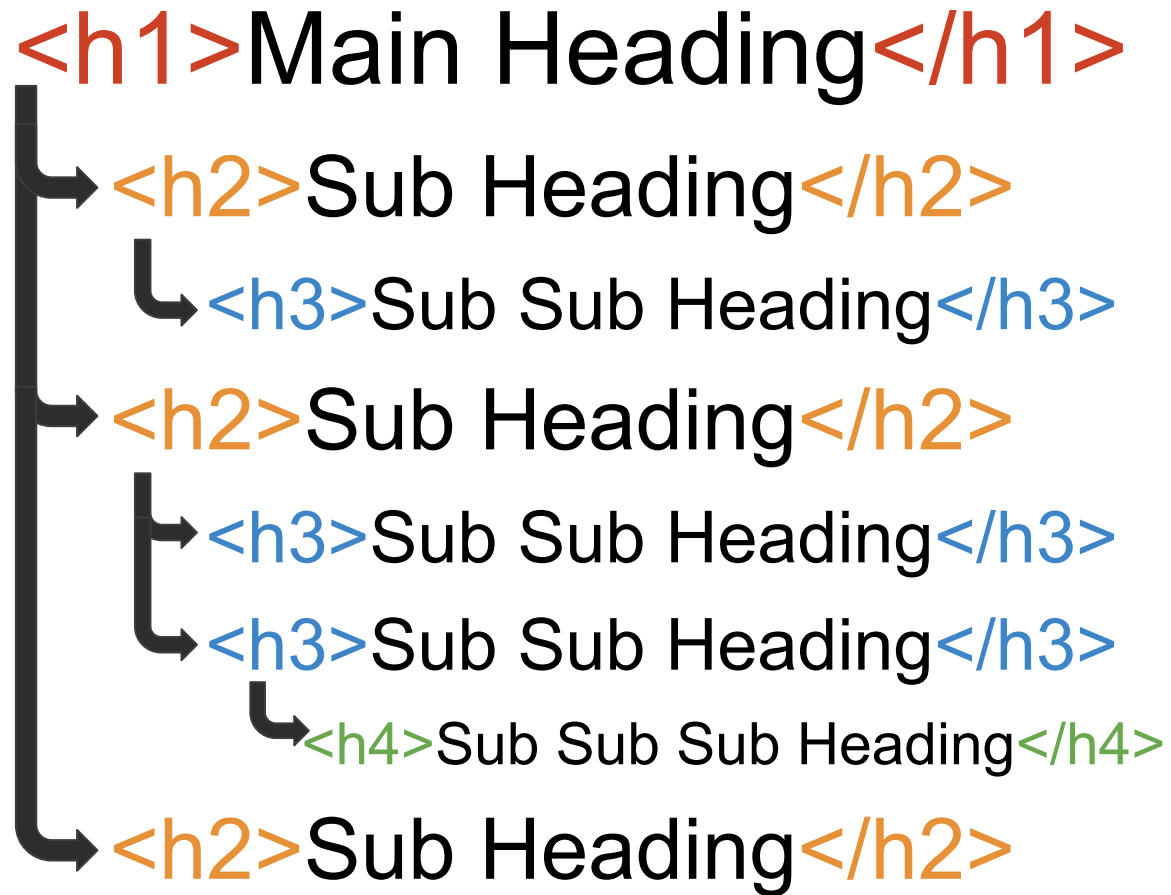 <h1>Main Heading</h1>
<h2>Sub Heading</h2>
<h3>Sub Sub Heading</h3>
<h2>Sub Heading</h2>
<h3>Sub Sub Heading</h3>
<h3>Sub Sub Heading</h3>
<h4>Sub Sub Sub Heading</h4>
<h2>Sub Heading</h2>